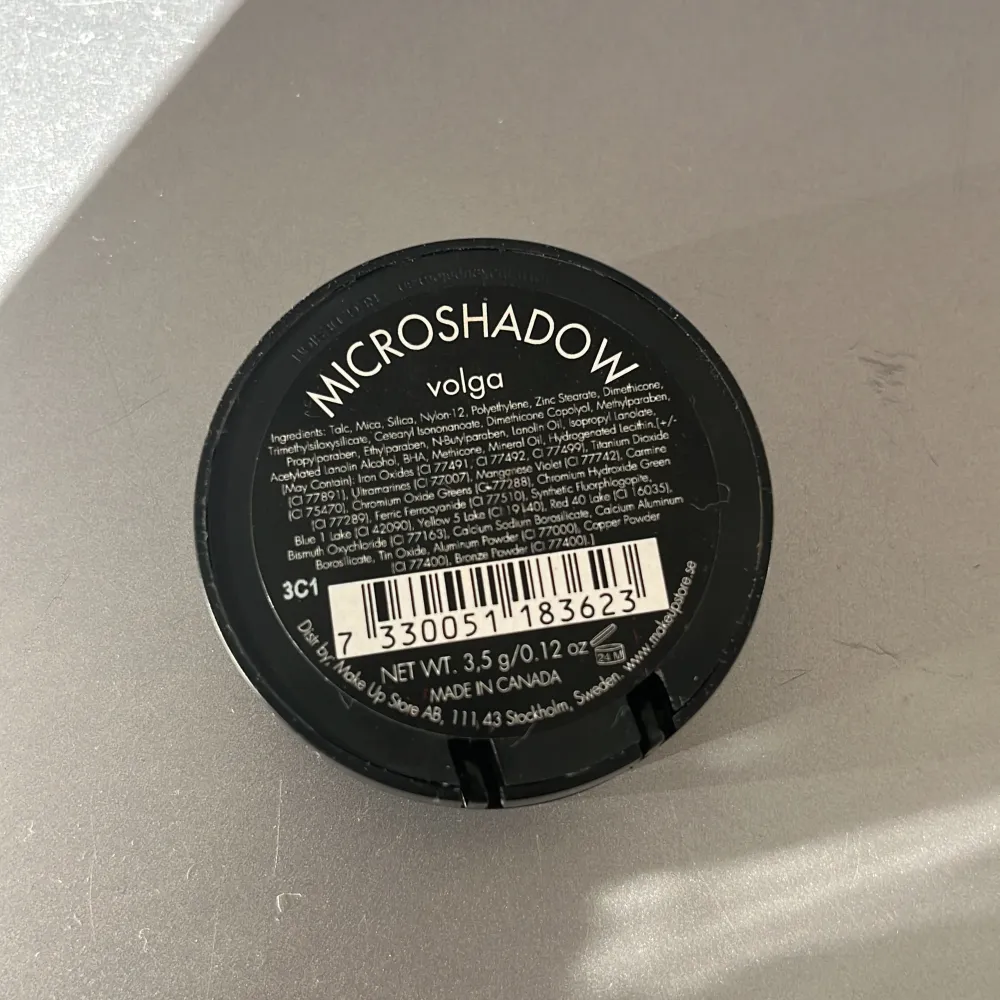 MICROSHADOW
volga
Ingredients: Talc, Mica, Silica, Nylon-12, Polyethylene, Zinc Stearate, Dimethicone,
Trimethylsiloxysilicate, Cetearyl Isononanoate, Dimethicone Copolyol, Methylparaben,
Propylparaben, Ethylparaben, N-Butylparaben, Lanolin Oil, Isopropyl Lanolate,
Acetylated Lanolin Alcohol, BHA, Methicone, Mineral Oil, Hydrogenated Lecithin.[+/-
(May Contain): Iron Oxides (CI 77491, CI 77492, CI 77499), Titanium Dioxide
(CI 77891), Ultramarines (CI 77007), Manganese Violet (CI 77742), Carmine
(CI 75470), Chromium Oxide Greens (CI 77288), Chromium Hydroxide Green
(CI 77289), Ferric Ferrocyanide (CI 77510), Synthetic Fluorphlogopite,
Blue 1 Lake (CI 42090), Yellow 5 Lake (CI 19140), Red 40 Lake (CI 16035),
Bismuth Oxychloride (CI 77163), Calcium Sodium Borosilicate, Calcium Aluminum
Borosilicate, Tin Oxide, Aluminum Powder (CI 77000), Copper Powder
(CI 77400), Bronze Powder (CI 77400).]
3C1
7 330051 183623
NET WT. 3,5 g/0.12 oz
24 M
MADE IN CANADA
Distr by: Make Up Store AB, 111 43 Stockholm, Sweden. www.makeupstore.se